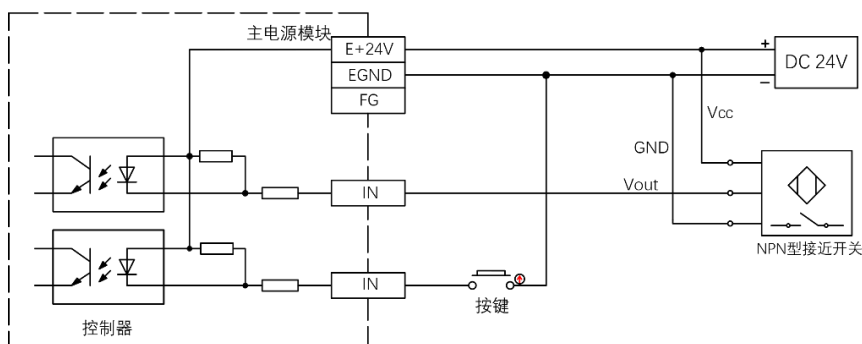 主电源模块
E+24V
EGND
FG
+
DC 24V
−
Vcc
GND
IN
Vout
NPN型接近开关
IN
按键
控制器